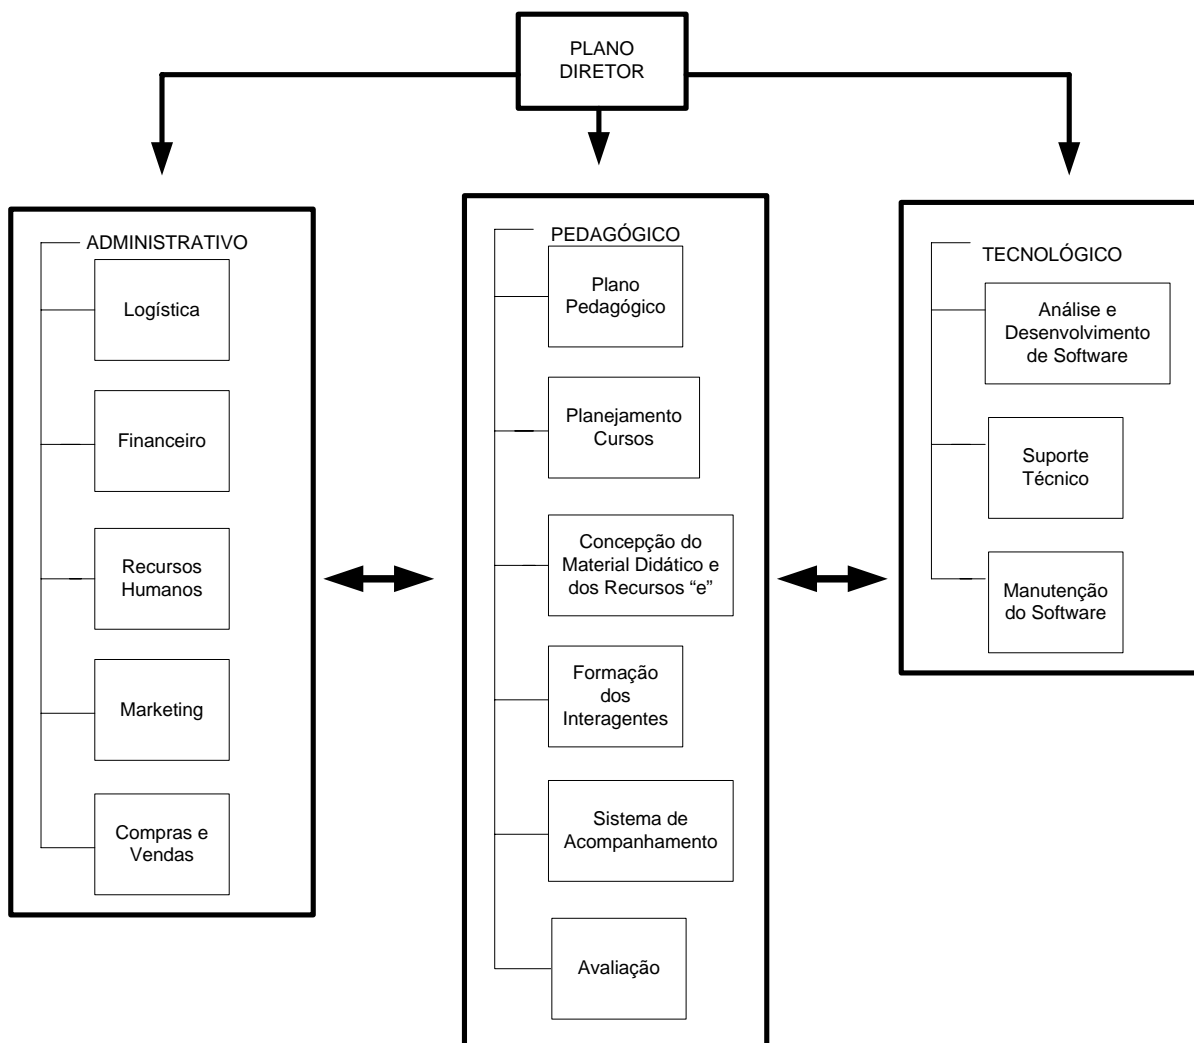 PLANO
DIRETOR
ADMINISTRATIVO
Logística
Financeiro
Recursos
Humanos
Marketing
Compras e
Vendas
PEDAGÓGICO
Plano
Pedagógico
Planejamento
Cursos
Concepção do
Material Didático e
dos Recursos “e”
Formação
dos
Interagentes
Sistema de
Acompanhamento
Avaliação
TECNOLÓGICO
Análise e
Desenvolvimento
de Software
Suporte
Técnico
Manutenção
do Software